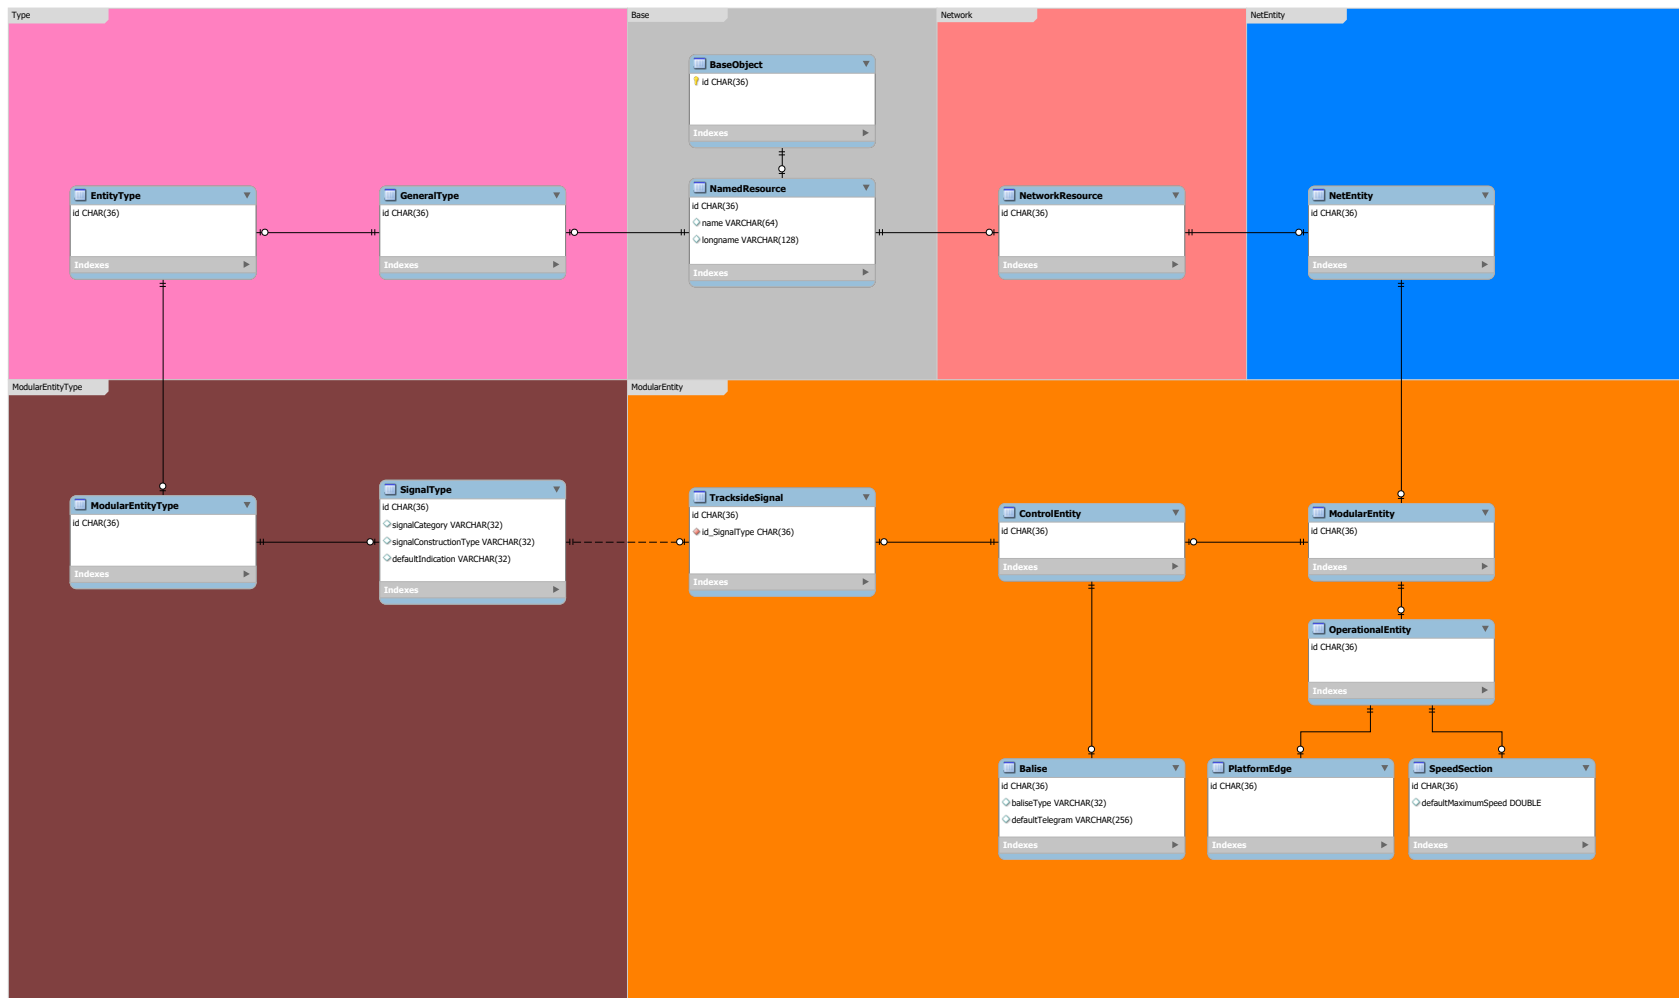 Type
Base
Network
NetEntity
BaseObject
id CHAR(36)
Indexes
EntityType
id CHAR(36)
Indexes
GeneralType
id CHAR(36)
Indexes
NamedResource
id CHAR(36)
name VARCHAR(64)
longname VARCHAR(128)
Indexes
NetworkResource
id CHAR(36)
Indexes
NetEntity
id CHAR(36)
Indexes
ModularEntityType
ModularEntity
ModularEntityType
id CHAR(36)
Indexes
SignalType
id CHAR(36)
signalCategory VARCHAR(32)
signalConstructionType VARCHAR(32)
defaultIndication VARCHAR(32)
Indexes
TracksideSignal
id CHAR(36)
id_SignalType CHAR(36)
Indexes
ControlEntity
id CHAR(36)
Indexes
ModularEntity
id CHAR(36)
Indexes
OperationalEntity
id CHAR(36)
Indexes
Balise
id CHAR(36)
baliseType VARCHAR(32)
defaultTelegram VARCHAR(256)
Indexes
PlatformEdge
id CHAR(36)
Indexes
SpeedSection
id CHAR(36)
defaultMaximumSpeed DOUBLE
Indexes